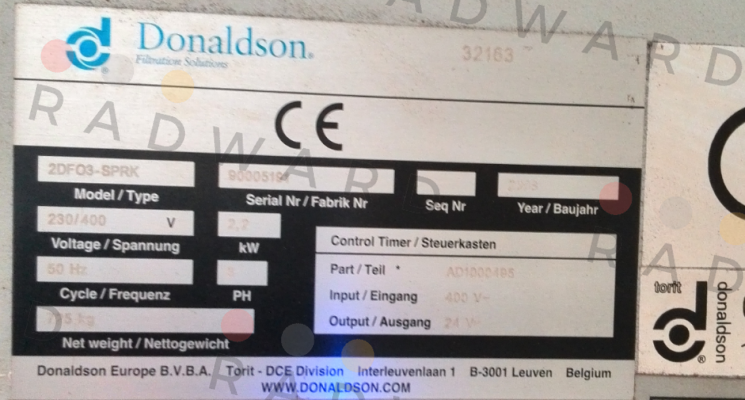 Donaldson.
Filtration Solutions
32163
CE
2DFO3-SPRK
Model / Type
Serial Nr / Fabrik Nr
Seq Nr
Year / Baujahr
230/400 V
2,2
Voltage / Spannung
kW
Control Timer / Steuerkasten
50 Hz
Part / Teil *
Cycle / Frequenz
PH
Input / Eingang 400 V~
Output / Ausgang 24 V~
Net weight / Nettogewicht
Donaldson Europe B.V.B.A. Torit - DCE Division Interleuvenlaan 1 B-3001 Leuven Belgium
WWW.DONALDSON.COM
torit
donaldson
RADWARD
RADWARD